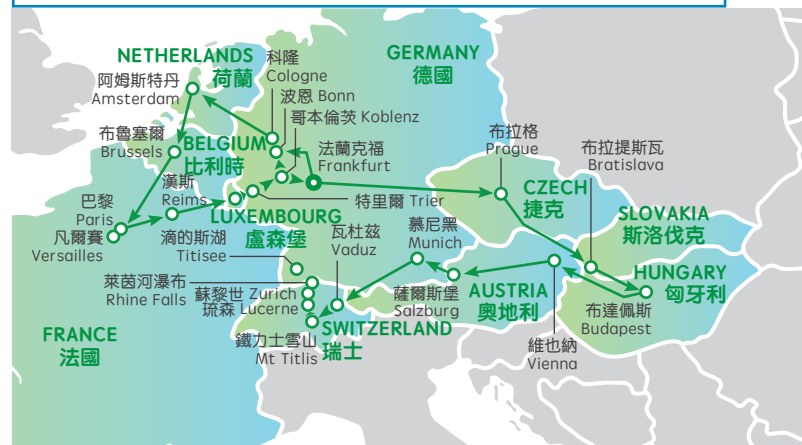 NETHERLANDS
荷蘭
GERMANY
德國
科隆
Cologne
阿姆斯特丹
Amsterdam
波恩 Bonn
哥本倫茨 Koblenz
布魯塞爾
Brussels
BELGIUM
比利時
法蘭克福
Frankfurt
布拉格
Prague
布拉提斯瓦
Bratislava
漢斯
Reims
巴黎
Paris
凡爾賽
Versailles
特里爾 Trier
CZECH
捷克
LUXEMBOURG
盧森堡
SLOVAKIA
斯洛伐克
滴的斯湖
Titisee
瓦杜茲
Vaduz
慕尼黑
Munich
萊茵河瀑布
Rhine Falls
蘇黎世 Zurich
琉森 Lucerne
薩爾斯堡
Salzburg
AUSTRIA
奧地利
HUNGARY
匈牙利
布達佩斯
Budapest
FRANCE
法國
SWITZERLAND
瑞士
鐵力士雪山
Mt Titlis
維也納
Vienna